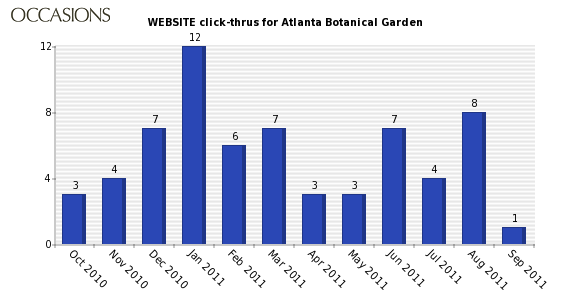 OCCASIONS
WEBSITE click-thrus for Atlanta Botanical Garden
12
8
4
0
3
4
7
12
6
7
3
3
7
4
8
1
Oct 2010
Nov 2010
Dec 2010
Jan 2011
Feb 2011
Mar 2011
Apr 2011
May 2011
Jun 2011
Jul 2011
Aug 2011
Sep 2011